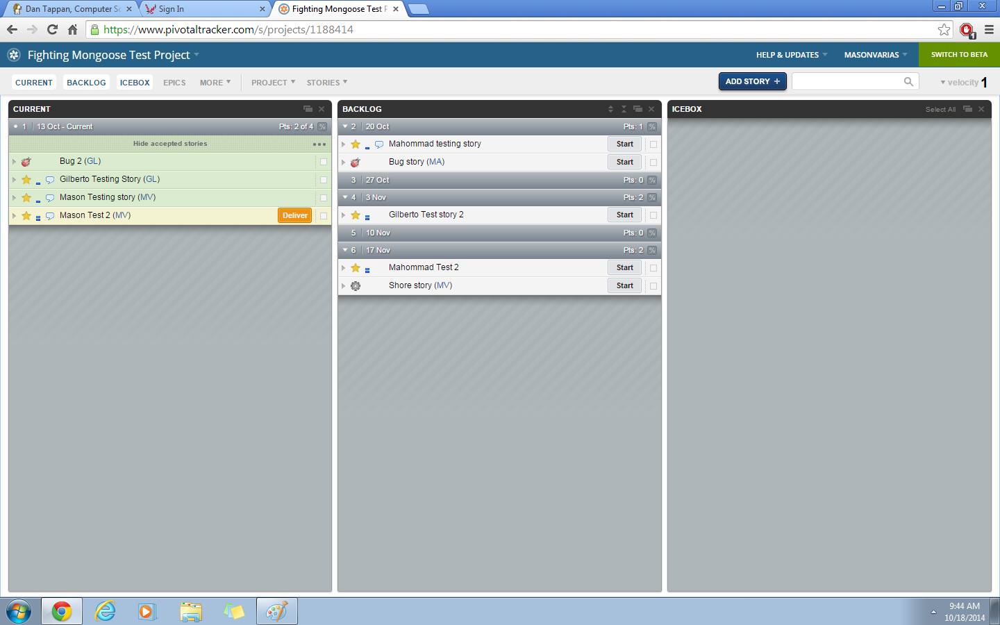 Dan Tappan, Computer Sc
Sign In
Fighting Mongoose Test P
https://www.pivotaltracker.com/s/projects/1188414
1
Fighting Mongoose Test Project
HELP & UPDATES
MASONVARIAS
SWITCH TO BETA
CURRENT
BACKLOG
ICEBOX
EPICS
MORE
PROJECT
STORIES
ADD STORY +
velocity 1
CURRENT
1 13 Oct - Current Pts: 2 of 4 %
Hide accepted stories
Bug 2 (GL)
Gilberto Testing Story (GL)
Mason Testing story (MV)
Mason Test 2 (MV) Deliver
BACKLOG
2 20 Oct Pts: 1 %
Mahommad testing story Start
Bug story (MA) Start
3 27 Oct Pts: 0 %
4 3 Nov Pts: 2 %
Gilberto Test story 2 Start
5 10 Nov Pts: 0 %
6 17 Nov Pts: 2 %
Mahommad Test 2 Start
Shore story (MV) Start
ICEBOX Select All
9:44 AM
10/18/2014